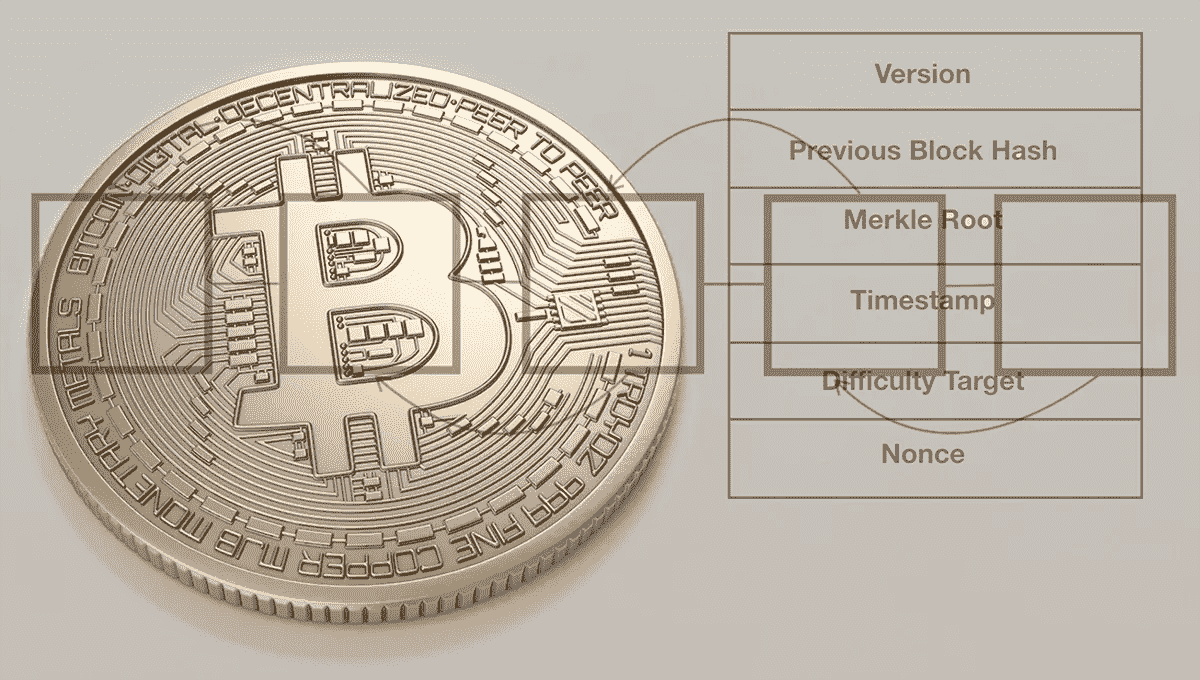 BITCOIN·DIGITAL·DECENTRALIZED·PEER TO PEER
1 TROY OZ 999 FINE COPPER MJB MONETARY METALS
Version
Previous Block Hash
Merkle Root
Timestamp
Difficulty Target
Nonce